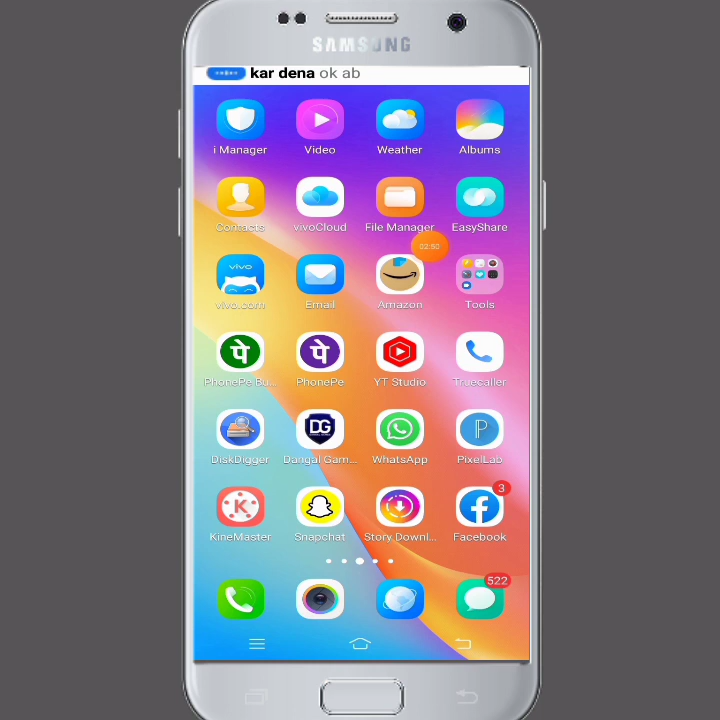 SAMSUNG
kar dena ok ab
i Manager Video Weather Albums
Contacts vivoCloud File Manager EasyShare
02:50
vivo
vivo.com Email Amazon Tools
पे पे
PhonePe Bu... PhonePe YT Studio Truecaller
DG P
DiskDigger Dangal Gam... WhatsApp PixelLab
K 3
KineMaster Snapchat Story Downl... Facebook
522